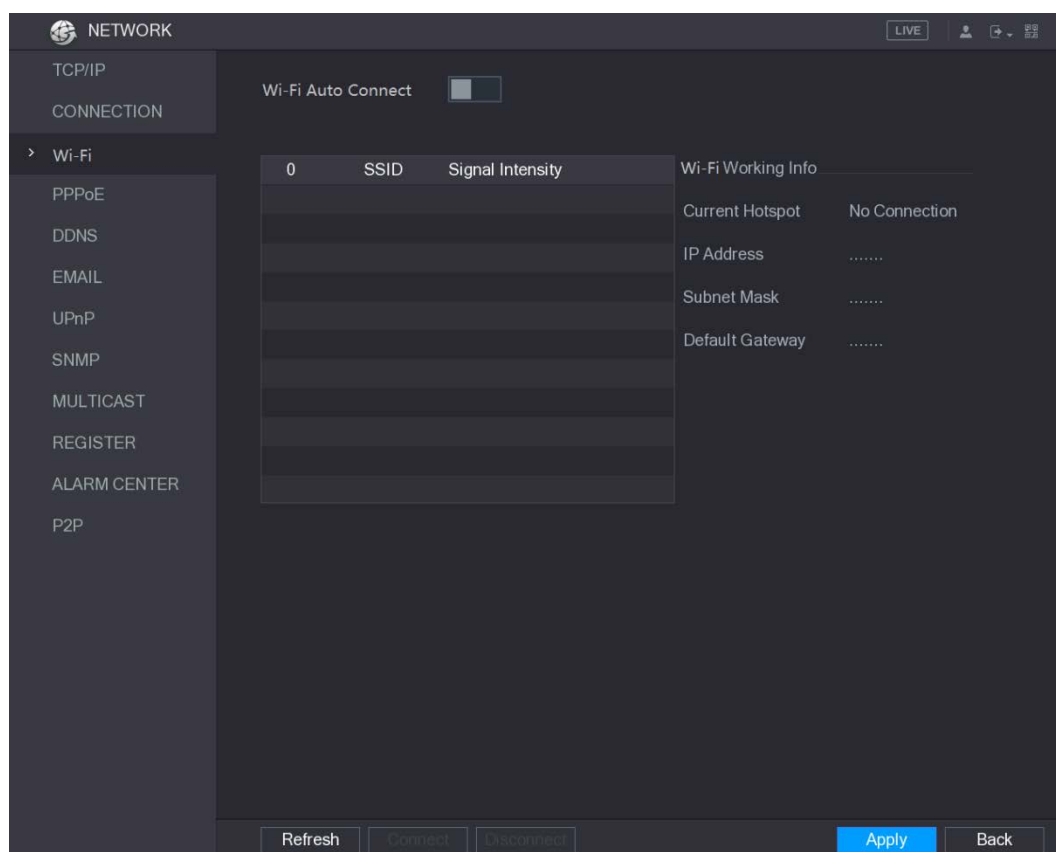 NETWORK
LIVE
TCP/IP
CONNECTION
Wi-Fi
PPPoE
DDNS
EMAIL
UPnP
SNMP
MULTICAST
REGISTER
ALARM CENTER
P2P
Wi-Fi Auto Connect
0 SSID Signal Intensity
Wi-Fi Working Info
Current Hotspot No Connection
IP Address .......
Subnet Mask .......
Default Gateway .......
Refresh Connect Disconnect Apply Back